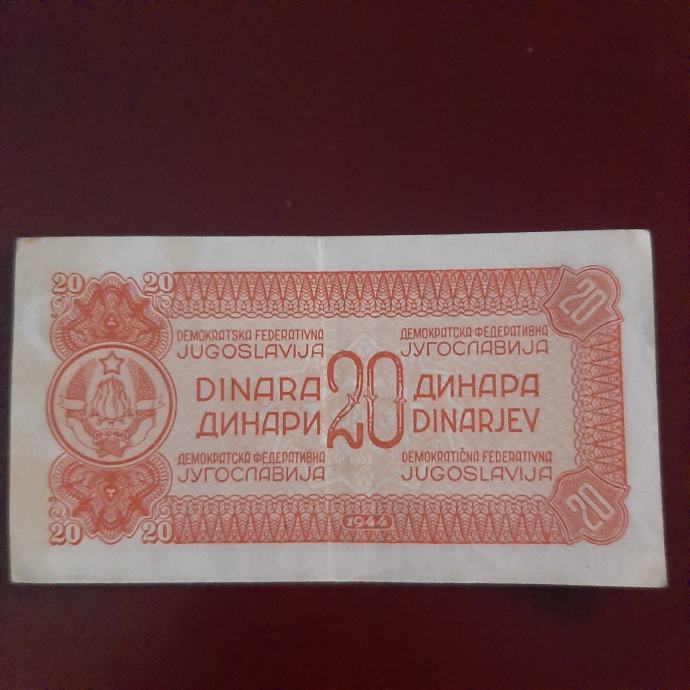 20 20 20
DEMOKRATSKA FEDERATIVNA
JUGOSLAVIJA
ДЕМОКРАТСКА ФЕДЕРАТИВНА
ЈУГОСЛАВИЈА
DINARA
ДИНАРИ
20
ДИНАРА
DINARJEV
ДЕМОКРАТСКА ФЕДЕРАТИВНА
ЈУГОСЛАВИЈА
DEMOKRATIČNA FEDERATIVNA
JUGOSLAVIJA
20 20 1944 20